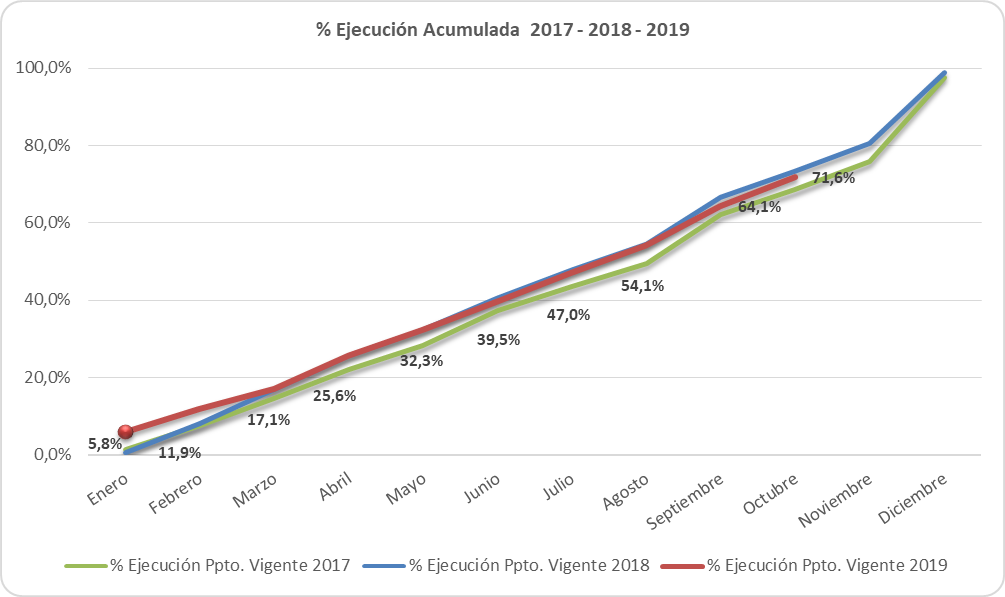 % Ejecución Acumulada 2017 - 2018 - 2019
100,0%
80,0%
60,0%
40,0%
20,0%
0,0%
5,8%
11,9%
17,1%
25,6%
32,3%
39,5%
47,0%
54,1%
64,1%
71,6%
Enero
Febrero
Marzo
Abril
Mayo
Junio
Julio
Agosto
Septiembre
Octubre
Noviembre
Diciembre
% Ejecución Ppto. Vigente 2017
% Ejecución Ppto. Vigente 2018
% Ejecución Ppto. Vigente 2019